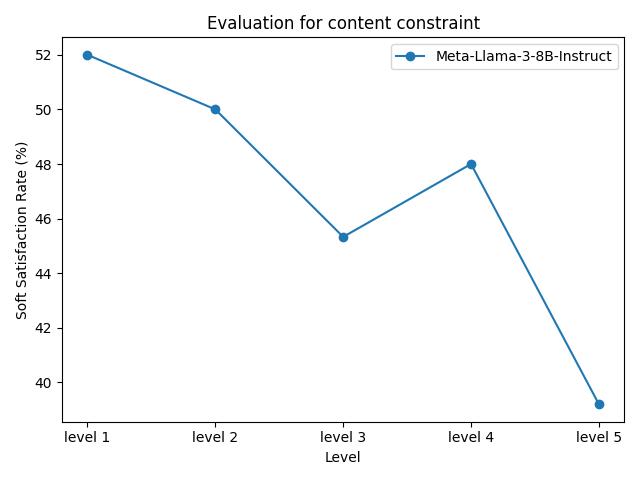 Evaluation for content constraint
Meta-Llama-3-8B-Instruct
Soft Satisfaction Rate (%)
52
50
48
46
44
42
40
level 1
level 2
level 3
level 4
level 5
Level